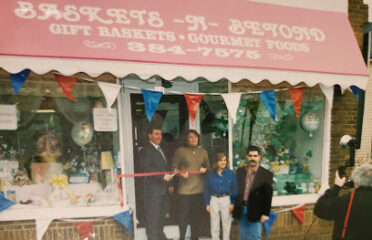 BASKETS -N- BEYOND
GIFT BASKETS • GOURMET FOODS
384-7575